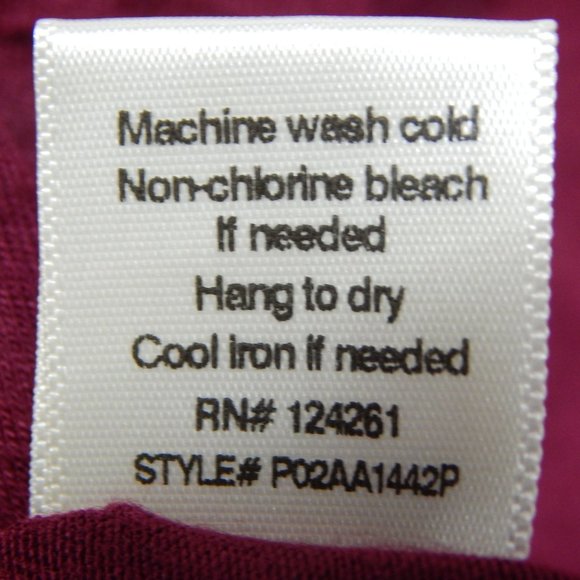 Machine wash cold
Non-chlorine bleach
If needed
Hang to dry
Cool iron if needed
RN# 124261
STYLE# P02AA1442P